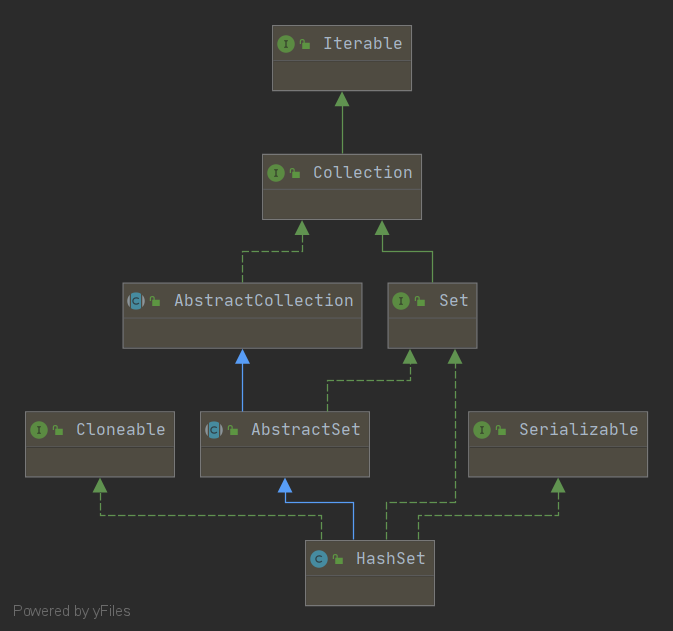 I Iterable
I Collection
C AbstractCollection
I Set
I Cloneable
C AbstractSet
I Serializable
C HashSet
Powered by yFiles